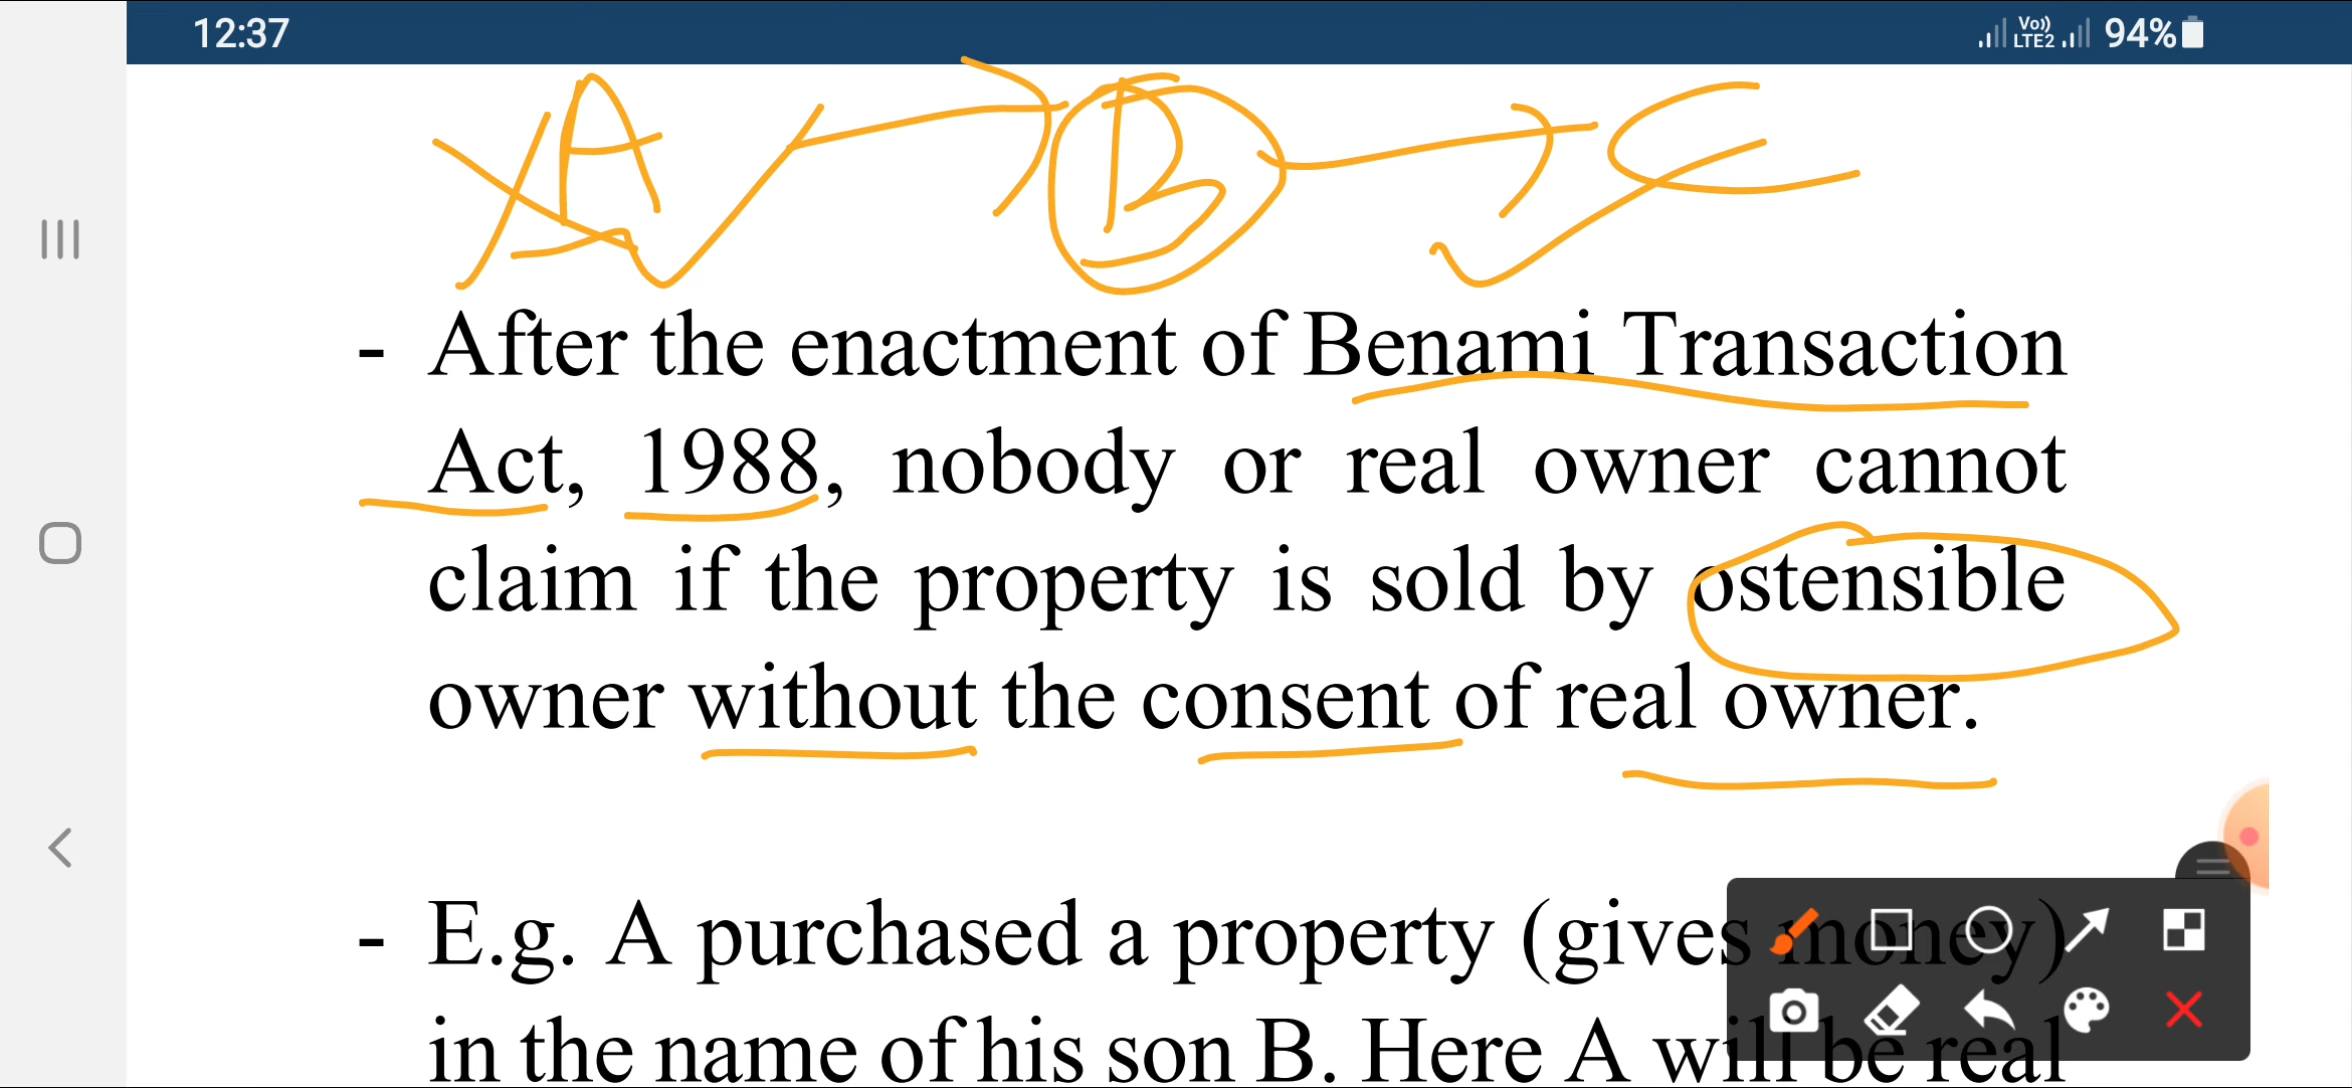 12:37 Vo)) LTE2 94%
A B C
- After the enactment of Benami Transaction
Act, 1988, nobody or real owner cannot
claim if the property is sold by ostensible
owner without the consent of real owner.
- E.g. A purchased a property (gives money)
in the name of his son B. Here A will be real